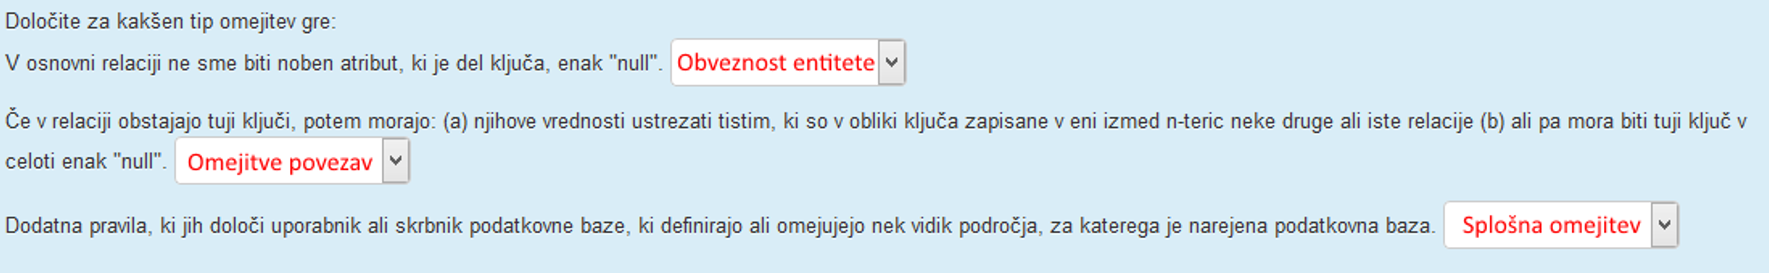 Določite za kakšen tip omejitev gre:
V osnovni relaciji ne sme biti noben atribut, ki je del ključa, enak "null". Obveznost entitete
Če v relaciji obstajajo tuji ključi, potem morajo: (a) njihove vrednosti ustrezati tistim, ki so v obliki ključa zapisane v eni izmed n-teric neke druge ali iste relacije (b) ali pa mora biti tuji ključ v
celoti enak "null". Omejitve povezav
Dodatna pravila, ki jih določi uporabnik ali skrbnik podatkovne baze, ki definirajo ali omejujejo nek vidik področja, za katerega je narejena podatkovna baza. Splošna omejitev